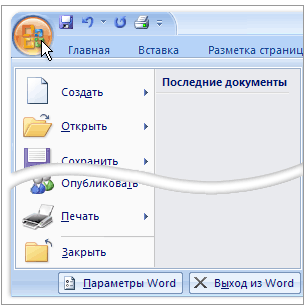 Главная Вставка Разметка страниц
Последние документы
Создать
Открыть
Сохранить
Опубликовать
Печать
Закрыть
Параметры Word Выход из Word